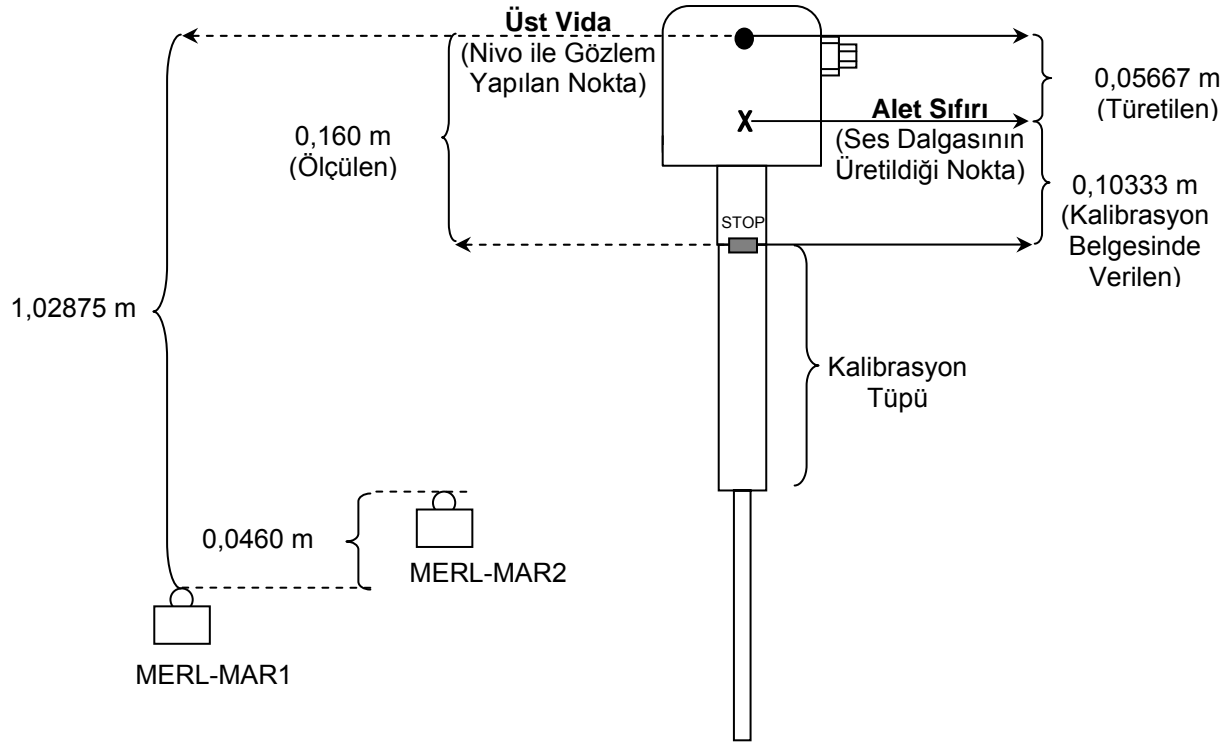 Üst Vida
(Nivo ile Gözlem
Yapılan Nokta)
0,05667 m
(Türetilen)
0,160 m
(Ölçülen)
Alet Sıfırı
(Ses Dalgasının
Üretildiği Nokta)
0,10333 m
(Kalibrasyon
Belgesinde
Verilen)
STOP
1,02875 m
Kalibrasyon
Tüpü
0,0460 m
MERL-MAR2
MERL-MAR1
X